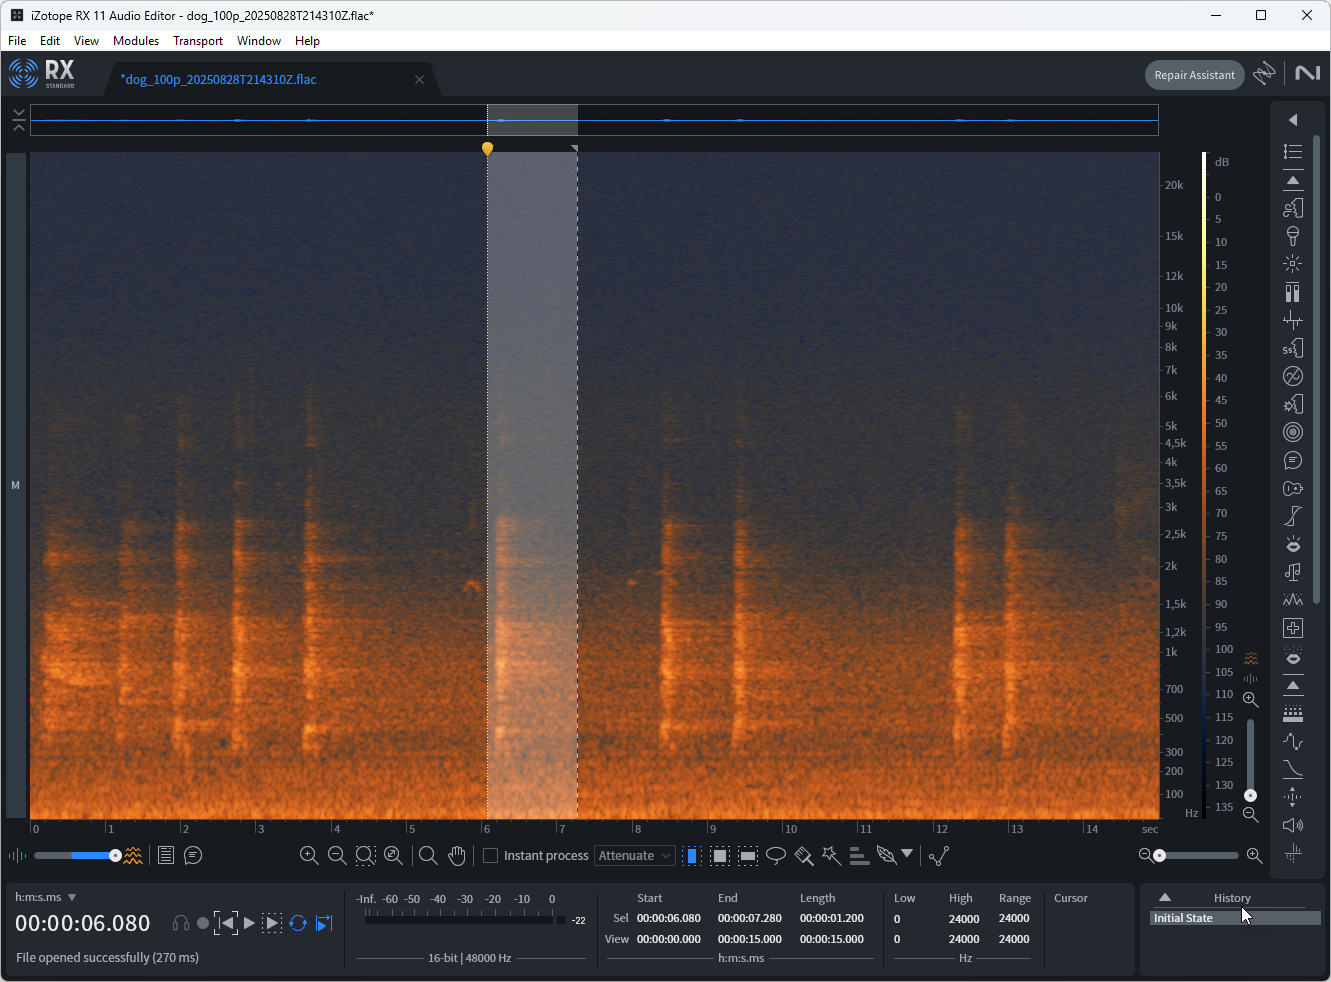 iZotope RX 11 Audio Editor - dog_100p_20250828T214310Z.flac*
File Edit View Modules Transport Window Help
RX
STANDARD
*dog_100p_20250828T214310Z.flac
Repair Assistant
M
dB
0
5
10
15
20
25
30
35
40
45
50
55
60
65
70
75
80
85
90
95
100
105
110
115
120
125
130
135
20k
15k
12k
10k
9k
8k
7k
6k
5k
4,5k
4k
3,5k
3k
2,5k
2k
1,5k
1,2k
1k
700
500
300
200
100
Hz
0 1 2 3 4 5 6 7 8 9 10 11 12 13 14 sec
Instant process Attenuate
h:m:s.ms
00:00:06.080
File opened successfully (270 ms)
-Inf. -60 -50 -40 -30 -20 -10 0
-22
16-bit | 48000 Hz
Start End Length
Sel 00:00:06.080 00:00:07.280 00:00:01.200
View 00:00:00.000 00:00:15.000 00:00:15.000
h:m:s.ms
Low High Range
0 24000 24000
0 24000 24000
Hz
Cursor
History
Initial State